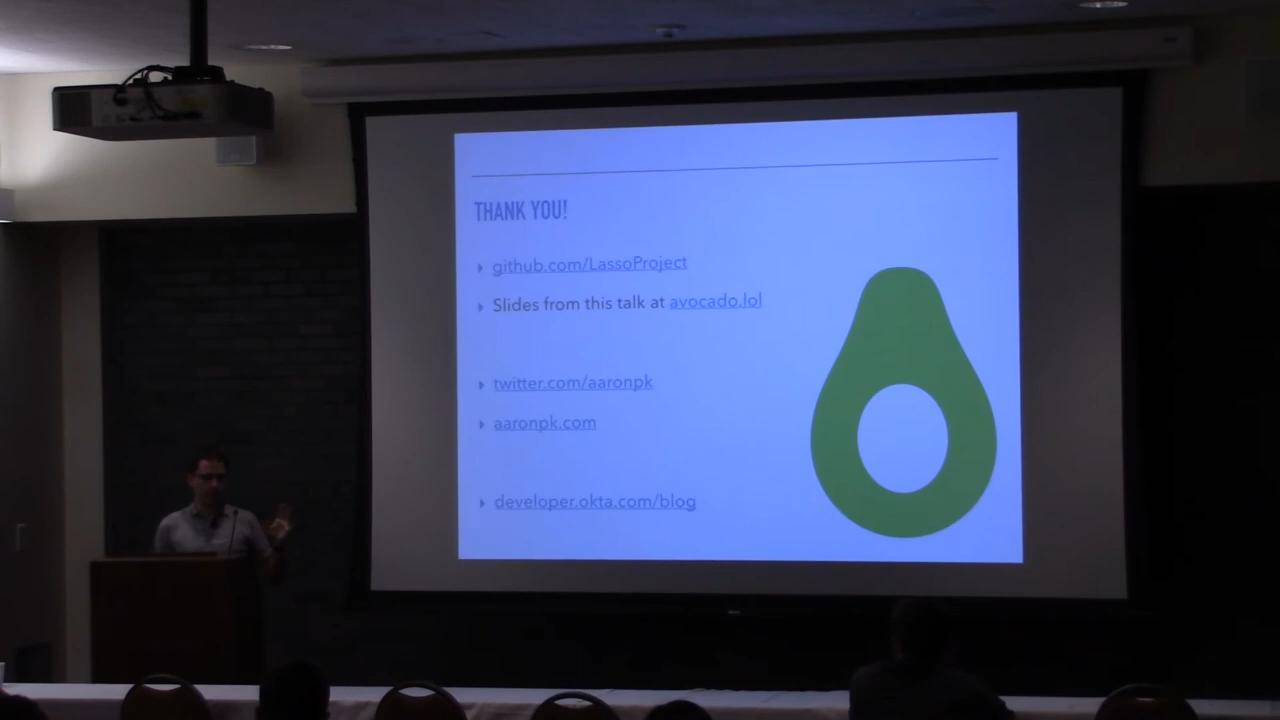 THANK YOU!
github.com/LassoProject
Slides from this talk at avocado.lol
twitter.com/aaronpk
aaronpk.com
developer.okta.com/blog